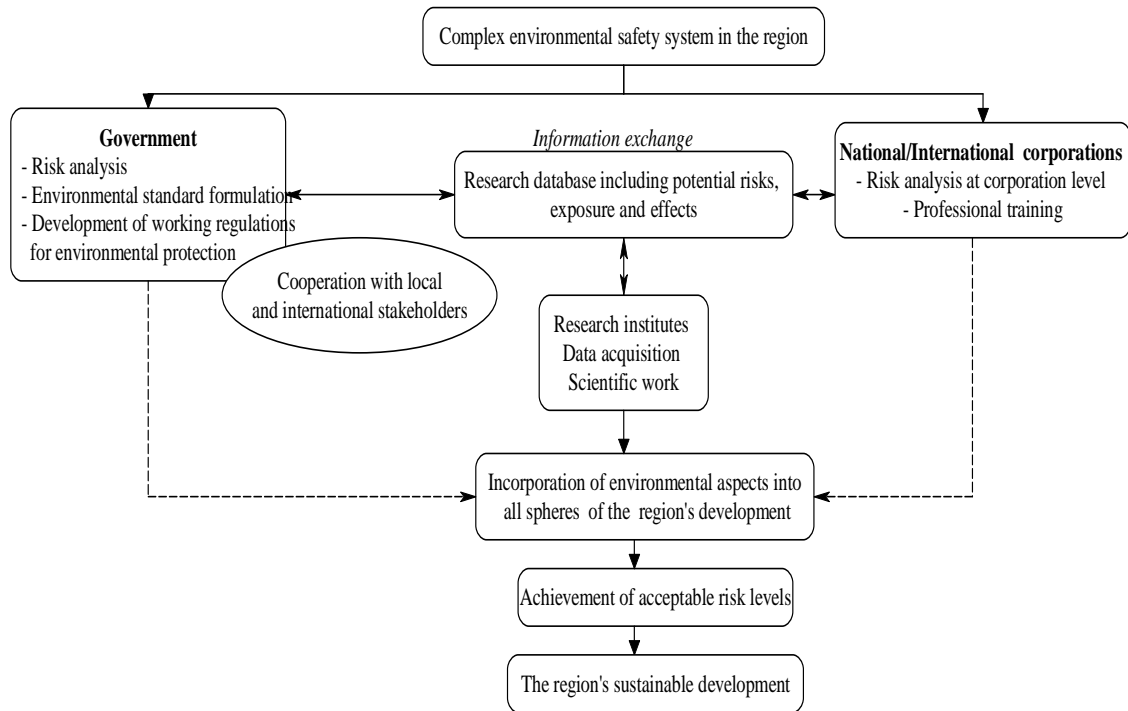 Complex environmental safety system in the region
Government
- Risk analysis
- Environmental standard formulation
- Development of working regulations
for environmental protection
Information exchange
Research database including potential risks,
exposure and effects
National/International corporations
- Risk analysis at corporation level
- Professional training
Cooperation with local
and international stakeholders
Research institutes
Data acquisition
Scientific work
Incorporation of environmental aspects into
all spheres of the region's development
Achievement of acceptable risk levels
The region's sustainable development